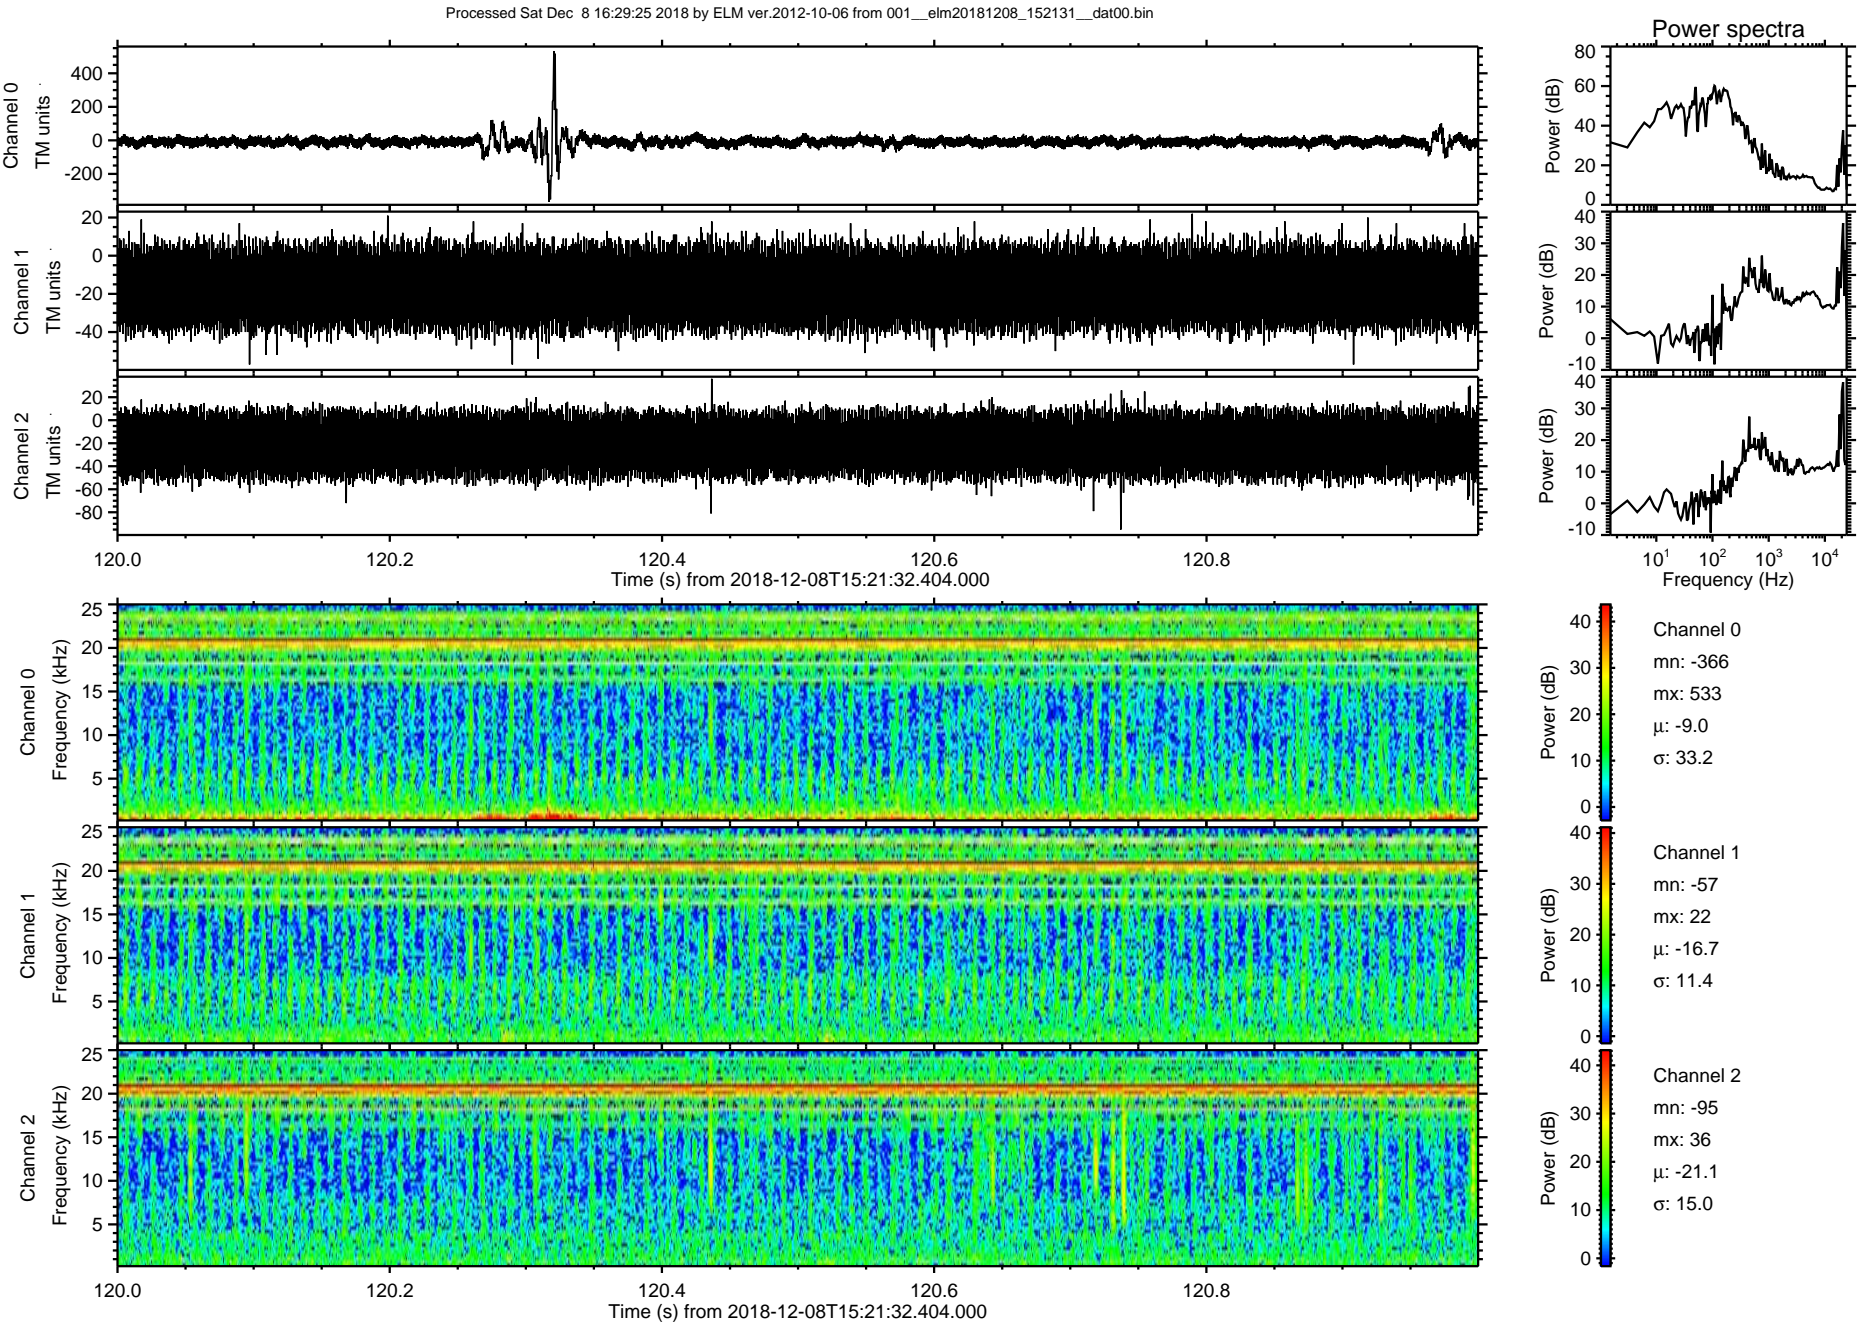 Processed Sat Dec  8 16:29:25 2018 by ELM ver.2012-10-06 from 001__elm20181208_152131__dat00.bin
Power spectra
Channel 0
TM units
400
200
0
-200
Power (dB)
80
60
40
20
0
Channel 1
TM units
20
0
-20
-40
Power (dB)
40
30
20
10
0
-10
Channel 2
TM units
20
0
-20
-40
-60
-80
Power (dB)
40
30
20
10
0
-10
120.0 120.2 120.4 120.6 120.8
Time (s) from 2018-12-08T15:21:32.404.000
10^1 10^2 10^3 10^4
Frequency (Hz)
Channel 0
Frequency (kHz)
25
20
15
10
5
Power (dB)
40
30
20
10
0
Channel 0
mn: -366
mx: 533
μ: -9.0
σ: 33.2
Channel 1
Frequency (kHz)
25
20
15
10
5
Power (dB)
40
30
20
10
0
Channel 1
mn: -57
mx: 22
μ: -16.7
σ: 11.4
Channel 2
Frequency (kHz)
25
20
15
10
5
Power (dB)
40
30
20
10
0
Channel 2
mn: -95
mx: 36
μ: -21.1
σ: 15.0
120.0 120.2 120.4 120.6 120.8
Time (s) from 2018-12-08T15:21:32.404.000